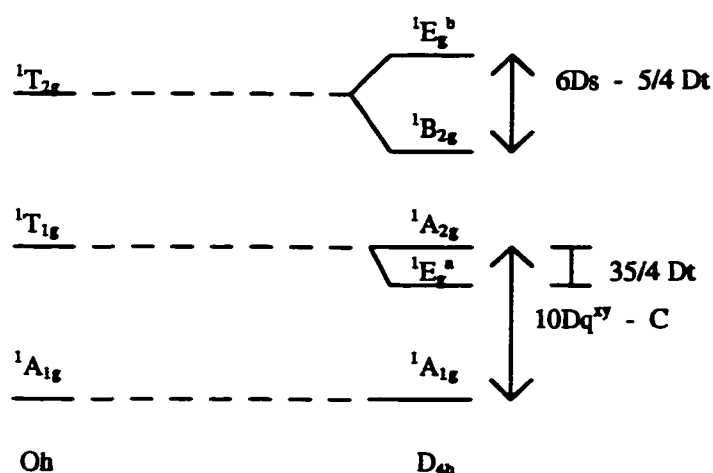 ¹E_g^b
¹T_2g
6Ds - 5/4 Dt
¹B_2g
¹T_1g
¹A_2g
¹E_g^a
35/4 Dt
10Dq^xy - C
¹A_1g
¹A_1g
Oh
D_4h